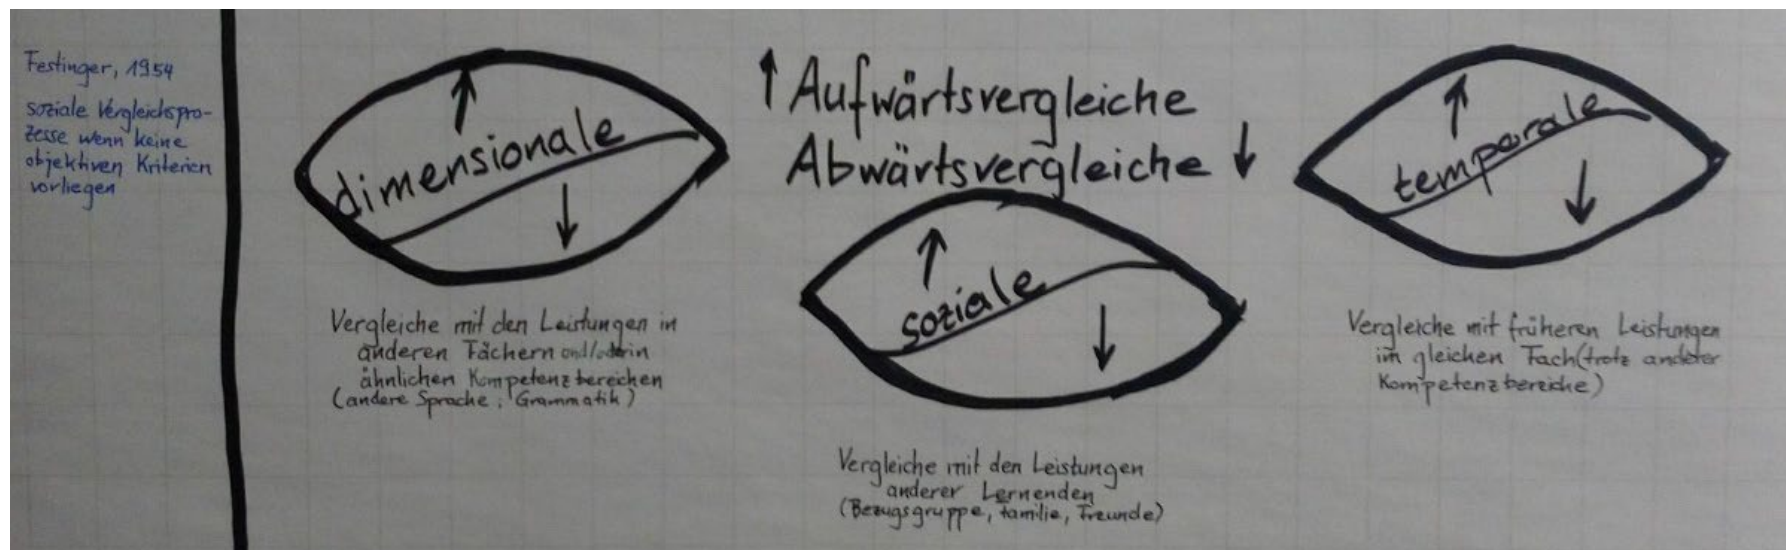 Festinger, 1954
soziale Vergleichspro-
zesse wenn keine
objektiven Kriterien
vorliegen
dimensionale
Vergleiche mit den Leistungen in
anderen Fächern und/oder in
ähnlichen Kompetenzbereichen
(andere Sprache; Grammatik)
↑ Aufwärtsvergleiche
Abwärtsvergleiche ↓
soziale
Vergleiche mit den Leistungen
anderer Lernenden
(Bezugsgruppe, Familie, Freunde)
temporale
Vergleiche mit früheren Leistungen
im gleichen Fach (trotz anderer
Kompetenzbereiche)